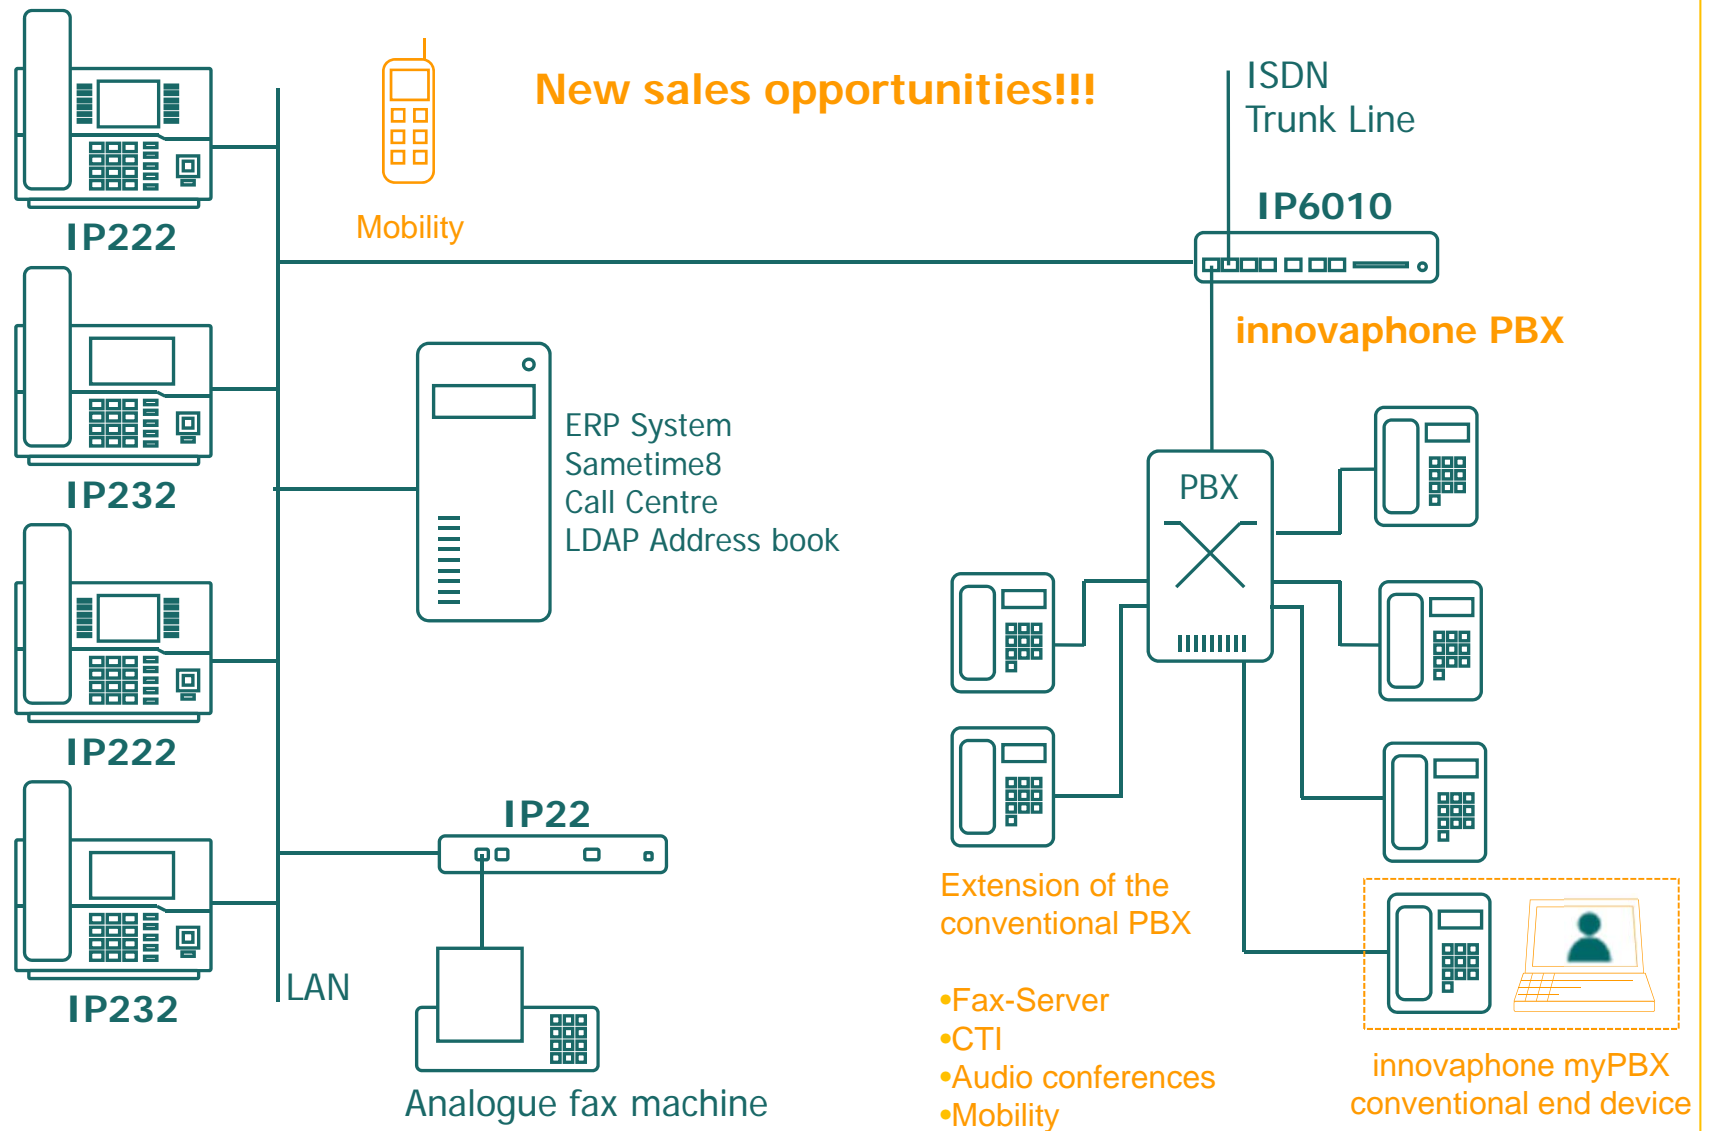 New sales opportunities!!!
ISDN
Trunk Line
IP6010
innovaphone PBX
IP222
Mobility
IP232
ERP System
Sametime8
Call Centre
LDAP Address book
PBX
IP222
IP22
IP232
LAN
Analogue fax machine
Extension of the
conventional PBX
•Fax-Server
•CTI
•Audio conferences
•Mobility
innovaphone myPBX
conventional end device